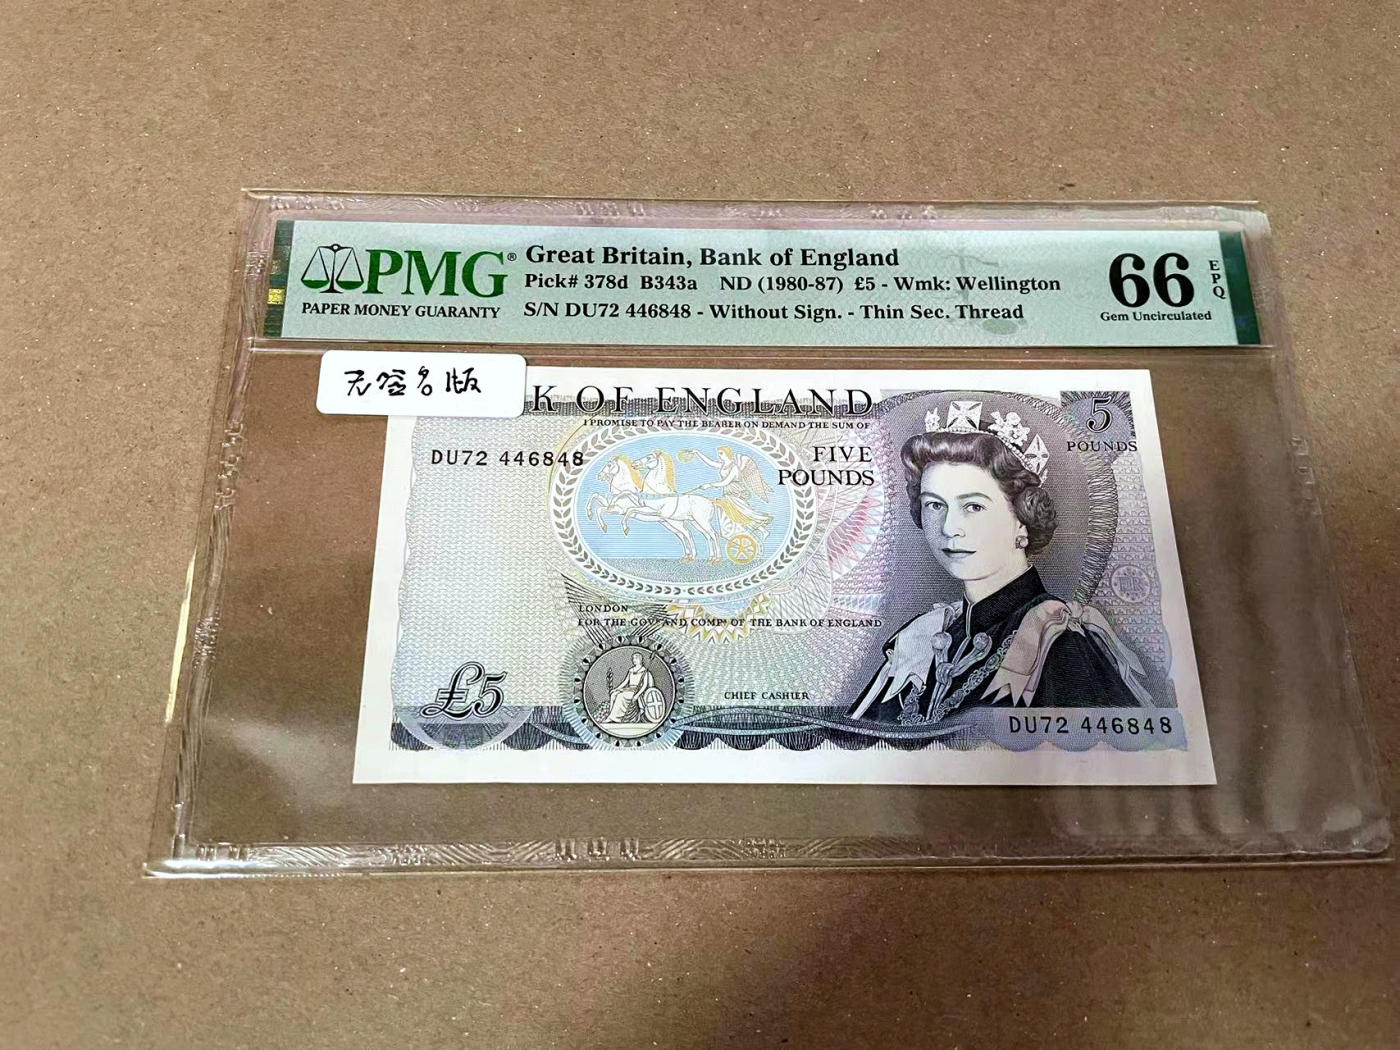 PMG®
PAPER MONEY GUARANTY
Great Britain, Bank of England
Pick# 378d B343a ND (1980-87) £5 - Wmk: Wellington
S/N DU72 446848 - Without Sign. - Thin Sec. Thread
66
EPQ
Gem Uncirculated
无签名版
K OF ENGLAND
I PROMISE TO PAY THE BEARER ON DEMAND THE SUM OF
DU72 446848
FIVE
POUNDS
5
POUNDS
LONDON
FOR THE GOVR AND COMPA OF THE BANK OF ENGLAND
£5
CHIEF CASHIER
DU72 446848